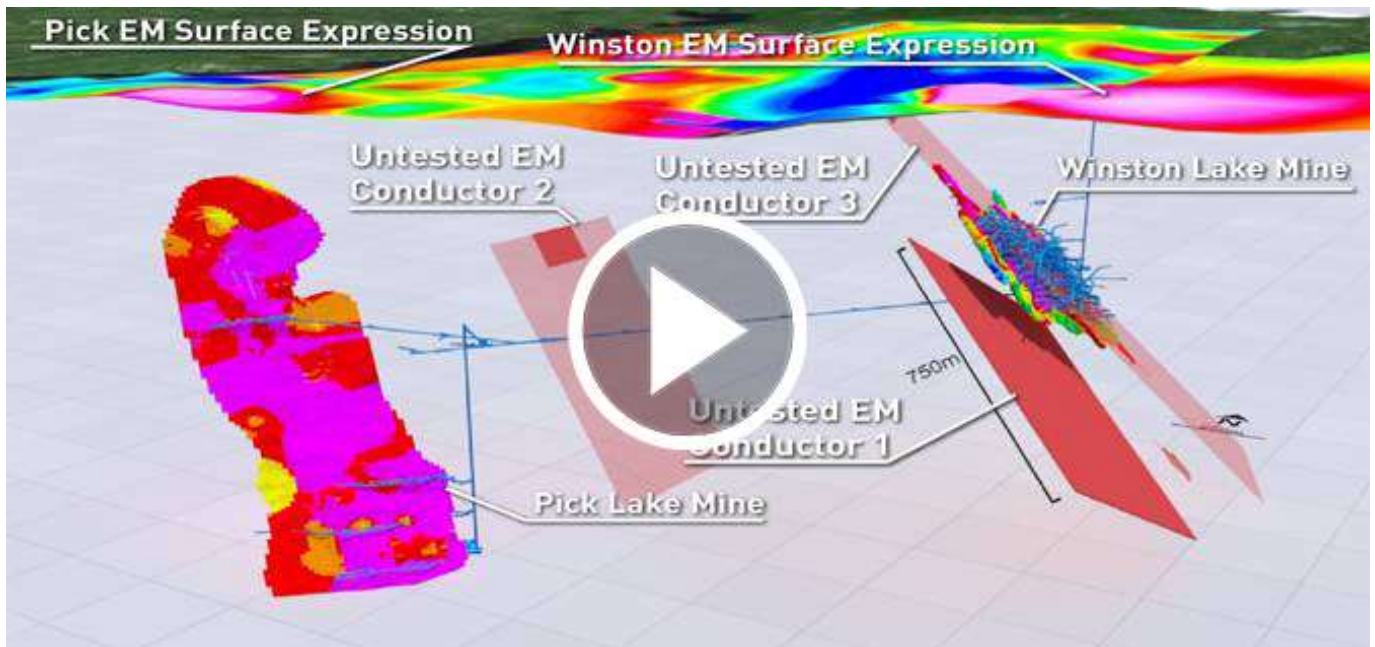 Pick EM Surface Expression
Winston EM Surface Expression
Untested EM
Conductor 2
Untested EM
Conductor 3
Winston Lake Mine
750m
Untested EM
Conductor 1
Pick Lake Mine